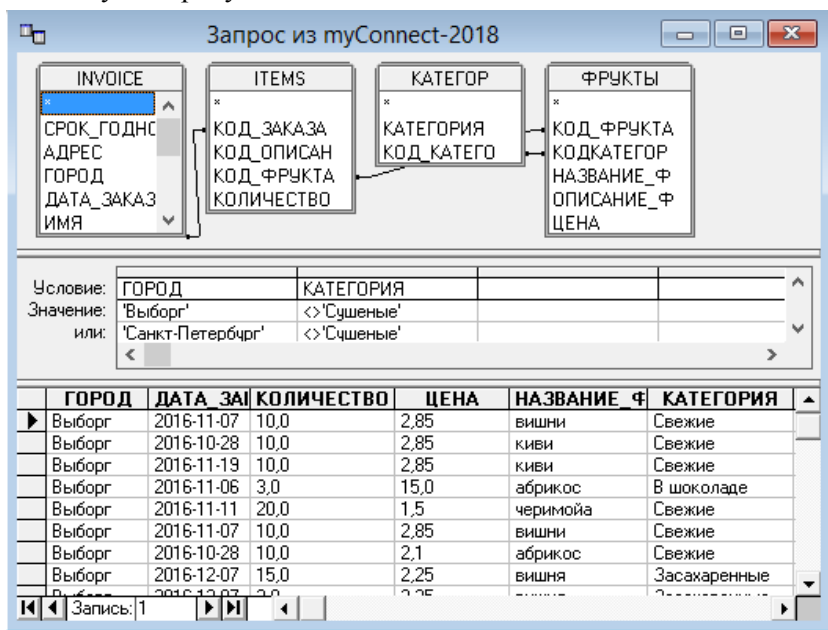 Запрос из myConnect-2018
INVOICE ITEMS КАТЕГОР ФРУКТЫ
* * * *
СРОК_ГОДНО КОД_ЗАКАЗА КАТЕГОРИЯ КОД_ФРУКТА
АДРЕС КОД_ОПИСАН КОД_КАТЕГО КОДКАТЕГОР
ГОРОД КОД_ФРУКТА НАЗВАНИЕ_Ф
ДАТА_ЗАКАЗ КОЛИЧЕСТВО ОПИСАНИЕ_Ф
ИМЯ ЦЕНА
Условие: ГОРОД КАТЕГОРИЯ
Значение: 'Выборг' <>'Сушеные'
или: 'Санкт-Петербург' <>'Сушеные'
ГОРОД ДАТА_ЗАІ КОЛИЧЕСТВО ЦЕНА НАЗВАНИЕ_Ф КАТЕГОРИЯ
Выборг 2016-11-07 10,0 2,85 вишни Свежие
Выборг 2016-10-28 10,0 2,85 киви Свежие
Выборг 2016-11-19 10,0 2,85 киви Свежие
Выборг 2016-11-06 3,0 15,0 абрикос В шоколаде
Выборг 2016-11-11 20,0 1,5 черимойа Свежие
Выборг 2016-11-07 10,0 2,85 вишни Свежие
Выборг 2016-10-28 10,0 2,1 абрикос Свежие
Выборг 2016-12-07 15,0 2,25 вишня Засахаренные
Запись: 1